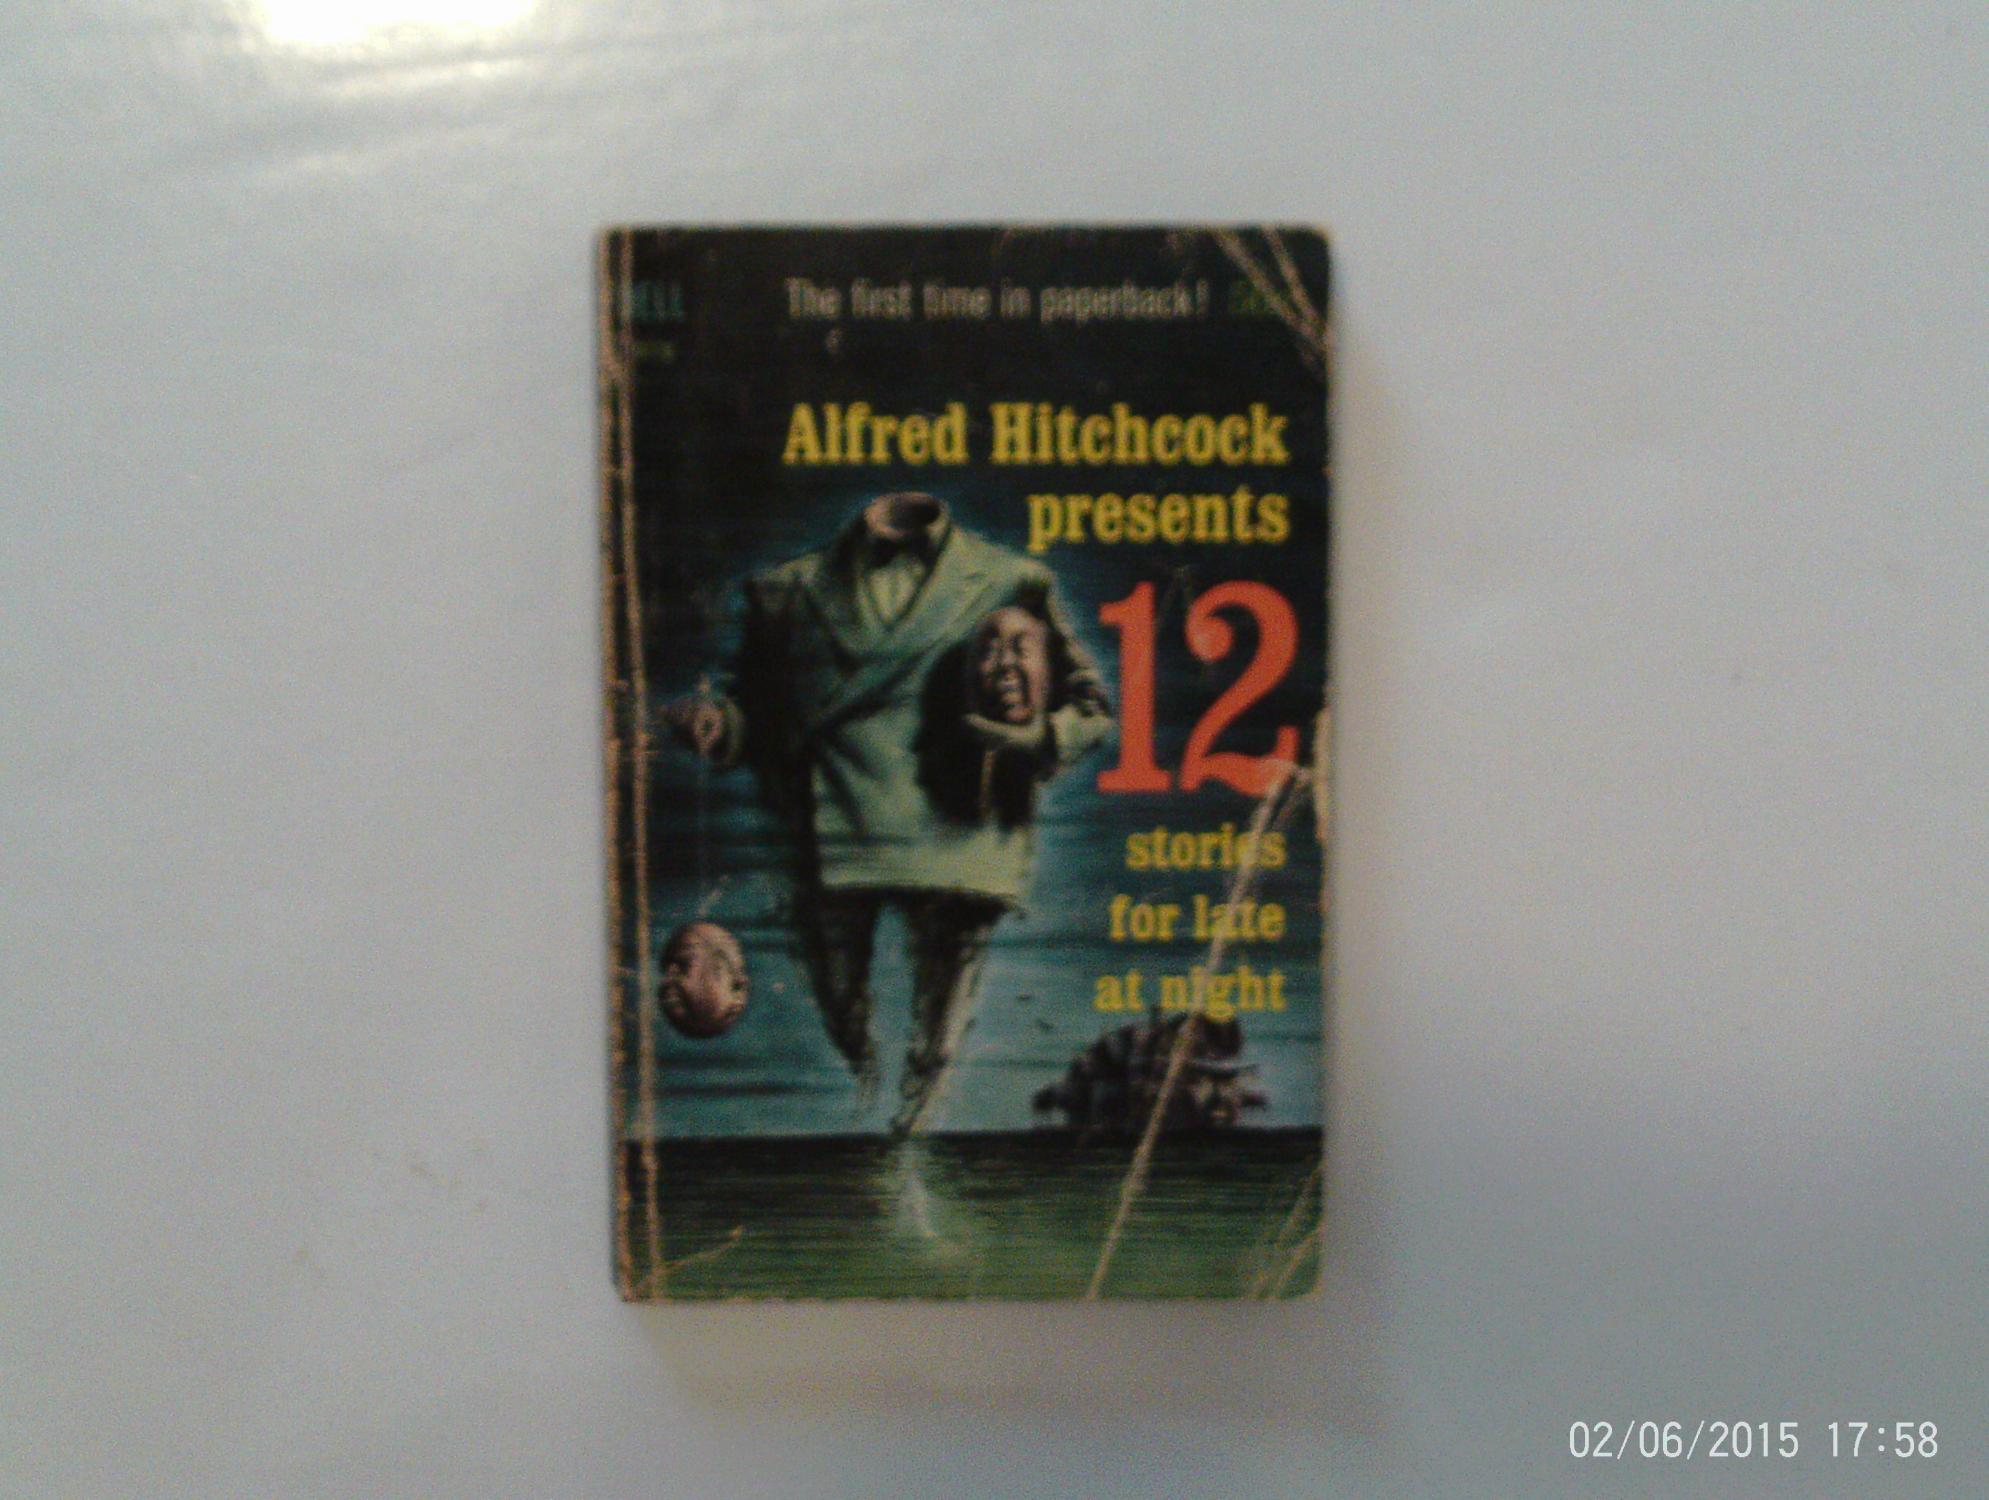 The first time in paperback!
Alfred Hitchcock
presents
12
stories
for late
at night
02/06/2015 17:58